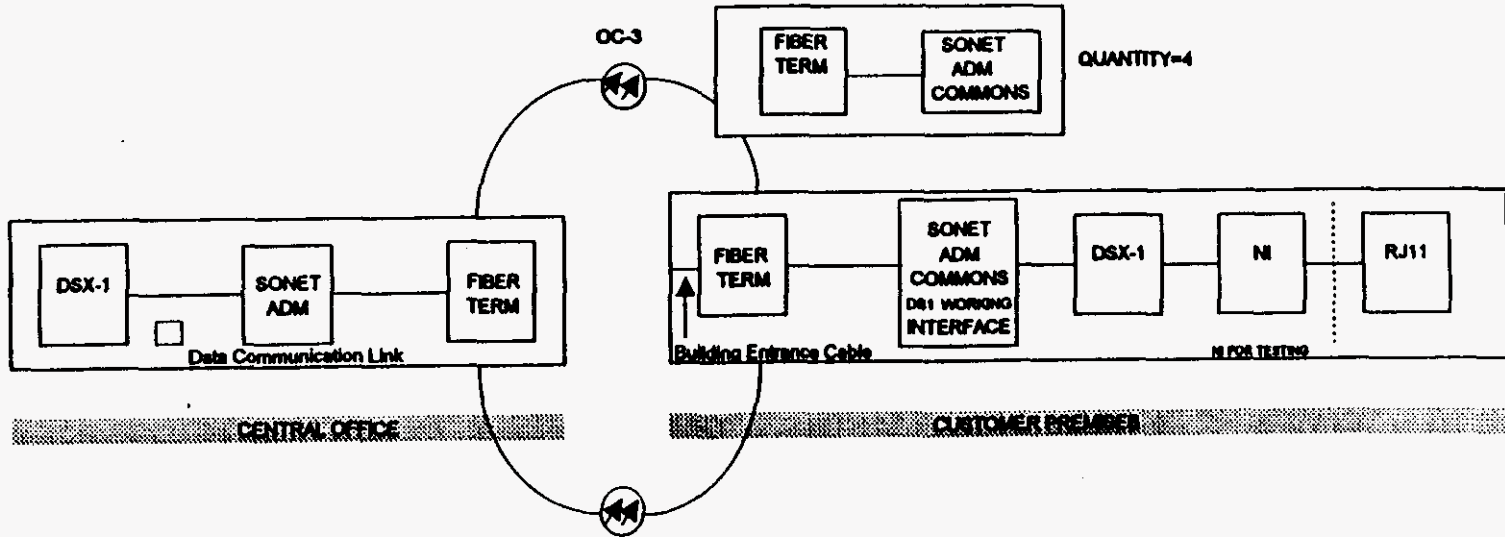 OC-3
FIBER
TERM
SONET
ADM
COMMONS
QUANTITY=4
DSX-1
SONET
ADM
FIBER
TERM
Data Communication Link
FIBER
TERM
SONET
ADM
COMMONS
DS1 WORKING
INTERFACE
DSX-1
NI
RJ11
Building Entrance Cable
NI FOR TESTING
CENTRAL OFFICE
CUSTOMER PREMISES